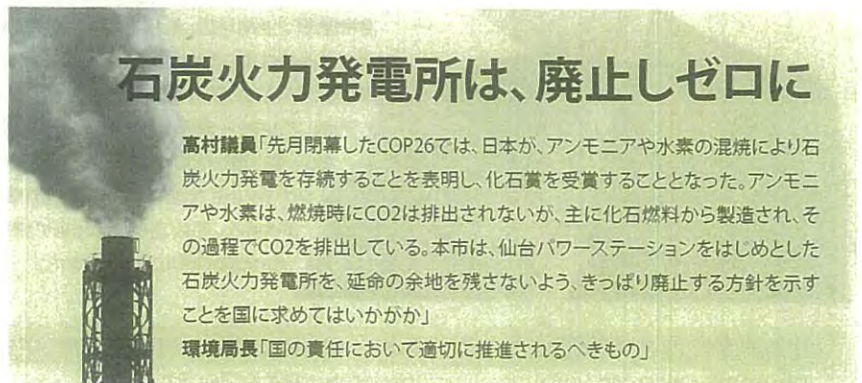 石炭火力発電所は、廃止しゼロに
高村議員「先月閉幕したCOP26では、日本が、アンモニアや水素の混焼により石
炭火力発電を存続することを表明し、化石賞を受賞することとなった。アンモニ
アや水素は、燃焼時にCO2は排出されないが、主に化石燃料から製造され、そ
の過程でCO2を排出している。本市は、仙台パワーステーションをはじめとした
石炭火力発電所を、延命の余地を残さないよう、きっぱり廃止する方針を示す
ことを国に求めてはいかがか」
環境局長「国の責任において適切に推進されるべきもの」